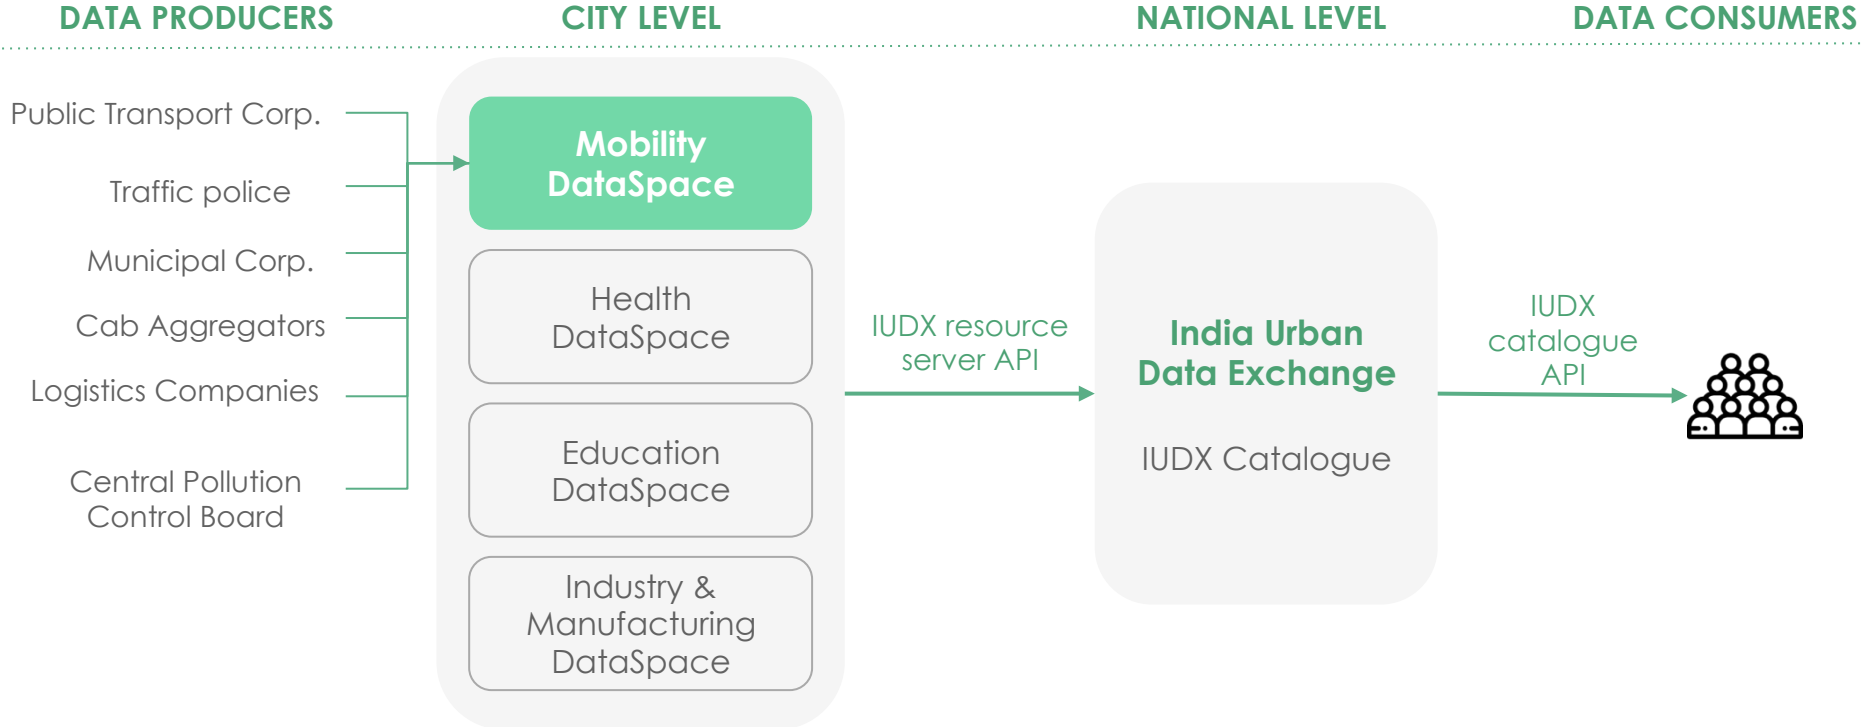 DATA PRODUCERS
CITY LEVEL
NATIONAL LEVEL
DATA CONSUMERS
Public Transport Corp.
Traffic police
Municipal Corp.
Cab Aggregators
Logistics Companies
Central Pollution
Control Board
Mobility
DataSpace
Health
DataSpace
Education
DataSpace
Industry &
Manufacturing
DataSpace
IUDX resource
server API
India Urban
Data Exchange
IUDX Catalogue
IUDX
catalogue
API